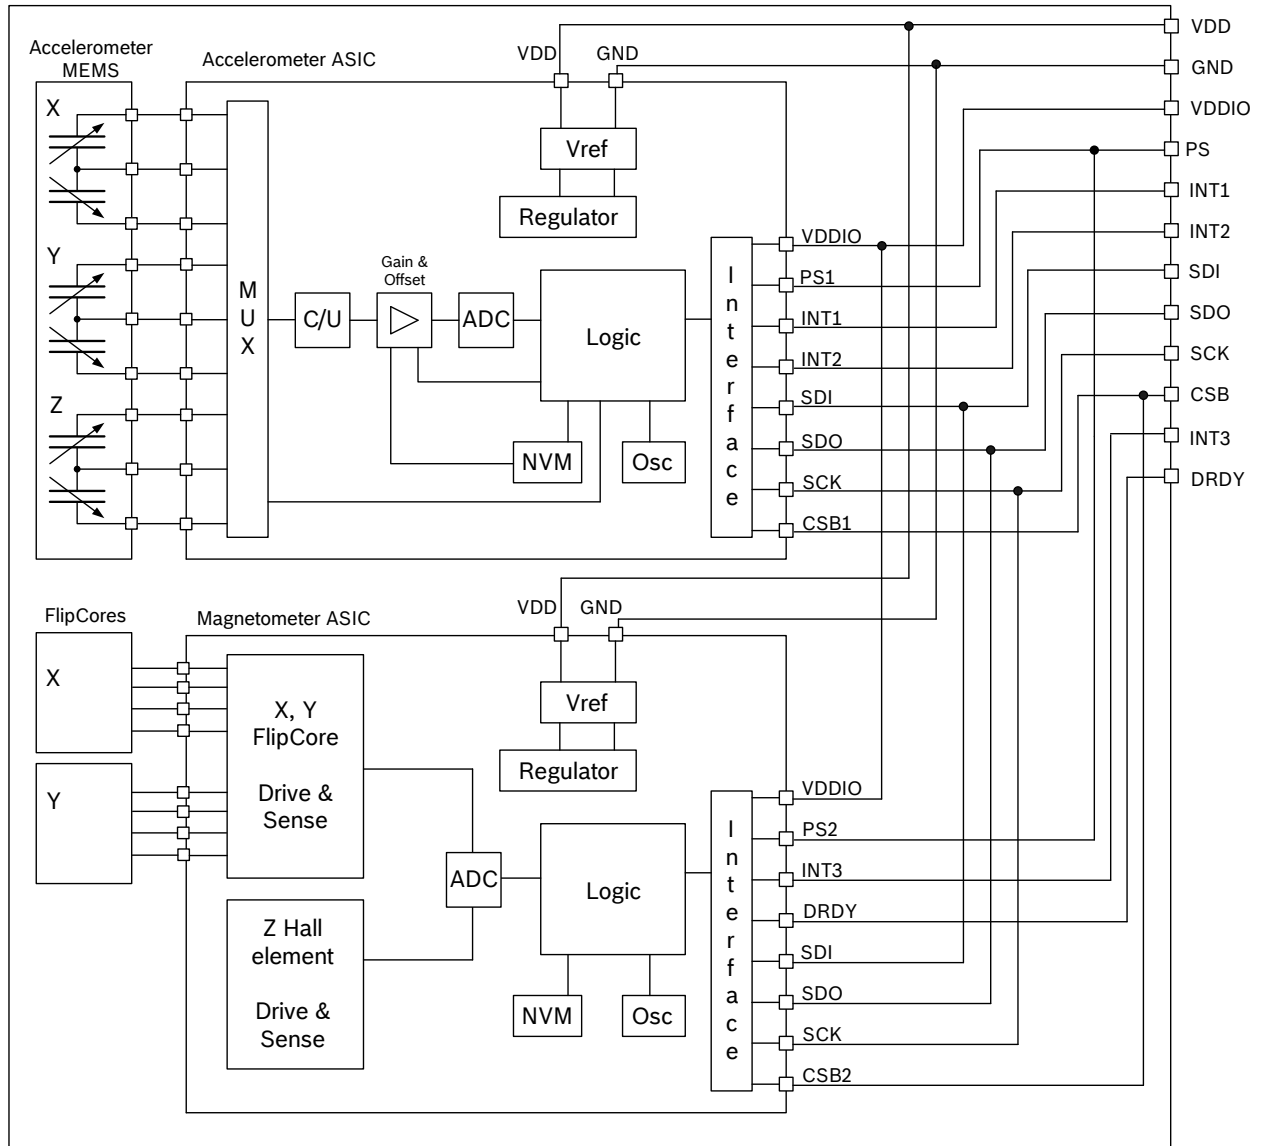 Accelerometer
MEMS
X
Y
Z
Accelerometer ASIC
VDD
GND
Vref
Regulator
M
U
X
C/U
Gain &
Offset
ADC
Logic
NVM
Osc
I
n
t
e
r
f
a
c
e
VDDIO
PS1
INT1
INT2
SDI
SDO
SCK
CSB1
VDD
GND
VDDIO
PS
INT1
INT2
SDI
SDO
SCK
CSB
INT3
DRDY
FlipCores
X
Y
Magnetometer ASIC
VDD
GND
Vref
Regulator
X, Y
FlipCore
Drive &
Sense
Z Hall
element
Drive &
Sense
ADC
Logic
NVM
Osc
I
n
t
e
r
f
a
c
e
VDDIO
PS2
INT3
DRDY
SDI
SDO
SCK
CSB2